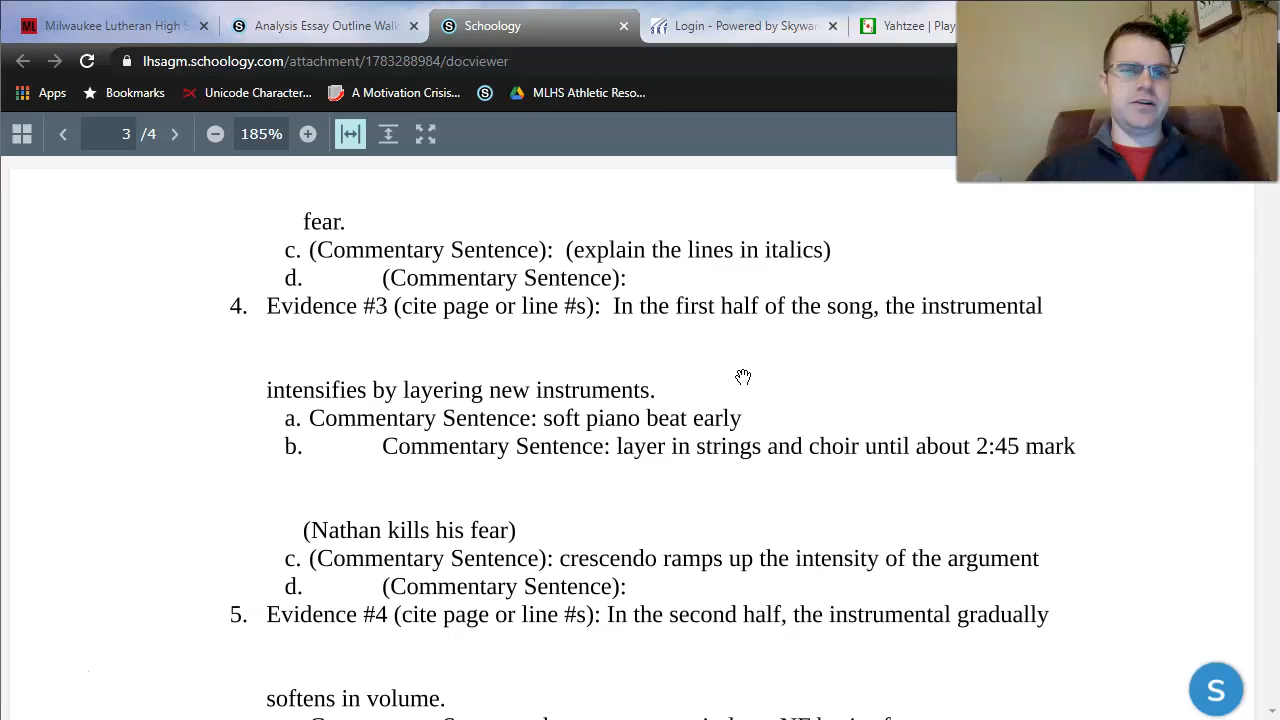 Milwaukee Lutheran High S
Analysis Essay Outline Walk
Schoology
Login - Powered by Skywar
Yahtzee | Play
lhsagm.schoology.com/attachment/1783288984/docviewer
Apps
Bookmarks
Unicode Character...
A Motivation Crisis...
MLHS Athletic Reso...
3 /4
185%
fear.
c. (Commentary Sentence): (explain the lines in italics)
d. (Commentary Sentence):
4. Evidence #3 (cite page or line #s): In the first half of the song, the instrumental
intensifies by layering new instruments.
a. Commentary Sentence: soft piano beat early
b. Commentary Sentence: layer in strings and choir until about 2:45 mark
(Nathan kills his fear)
c. (Commentary Sentence): crescendo ramps up the intensity of the argument
d. (Commentary Sentence):
5. Evidence #4 (cite page or line #s): In the second half, the instrumental gradually
softens in volume.
S